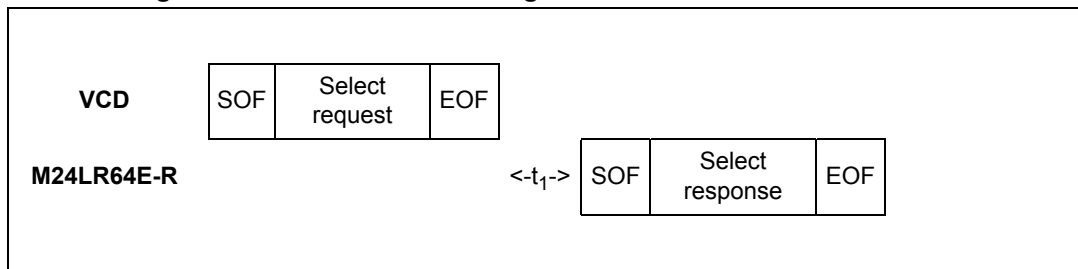 VCD SOF Select request EOF
M24LR64E-R <-t1-> SOF Select response EOF